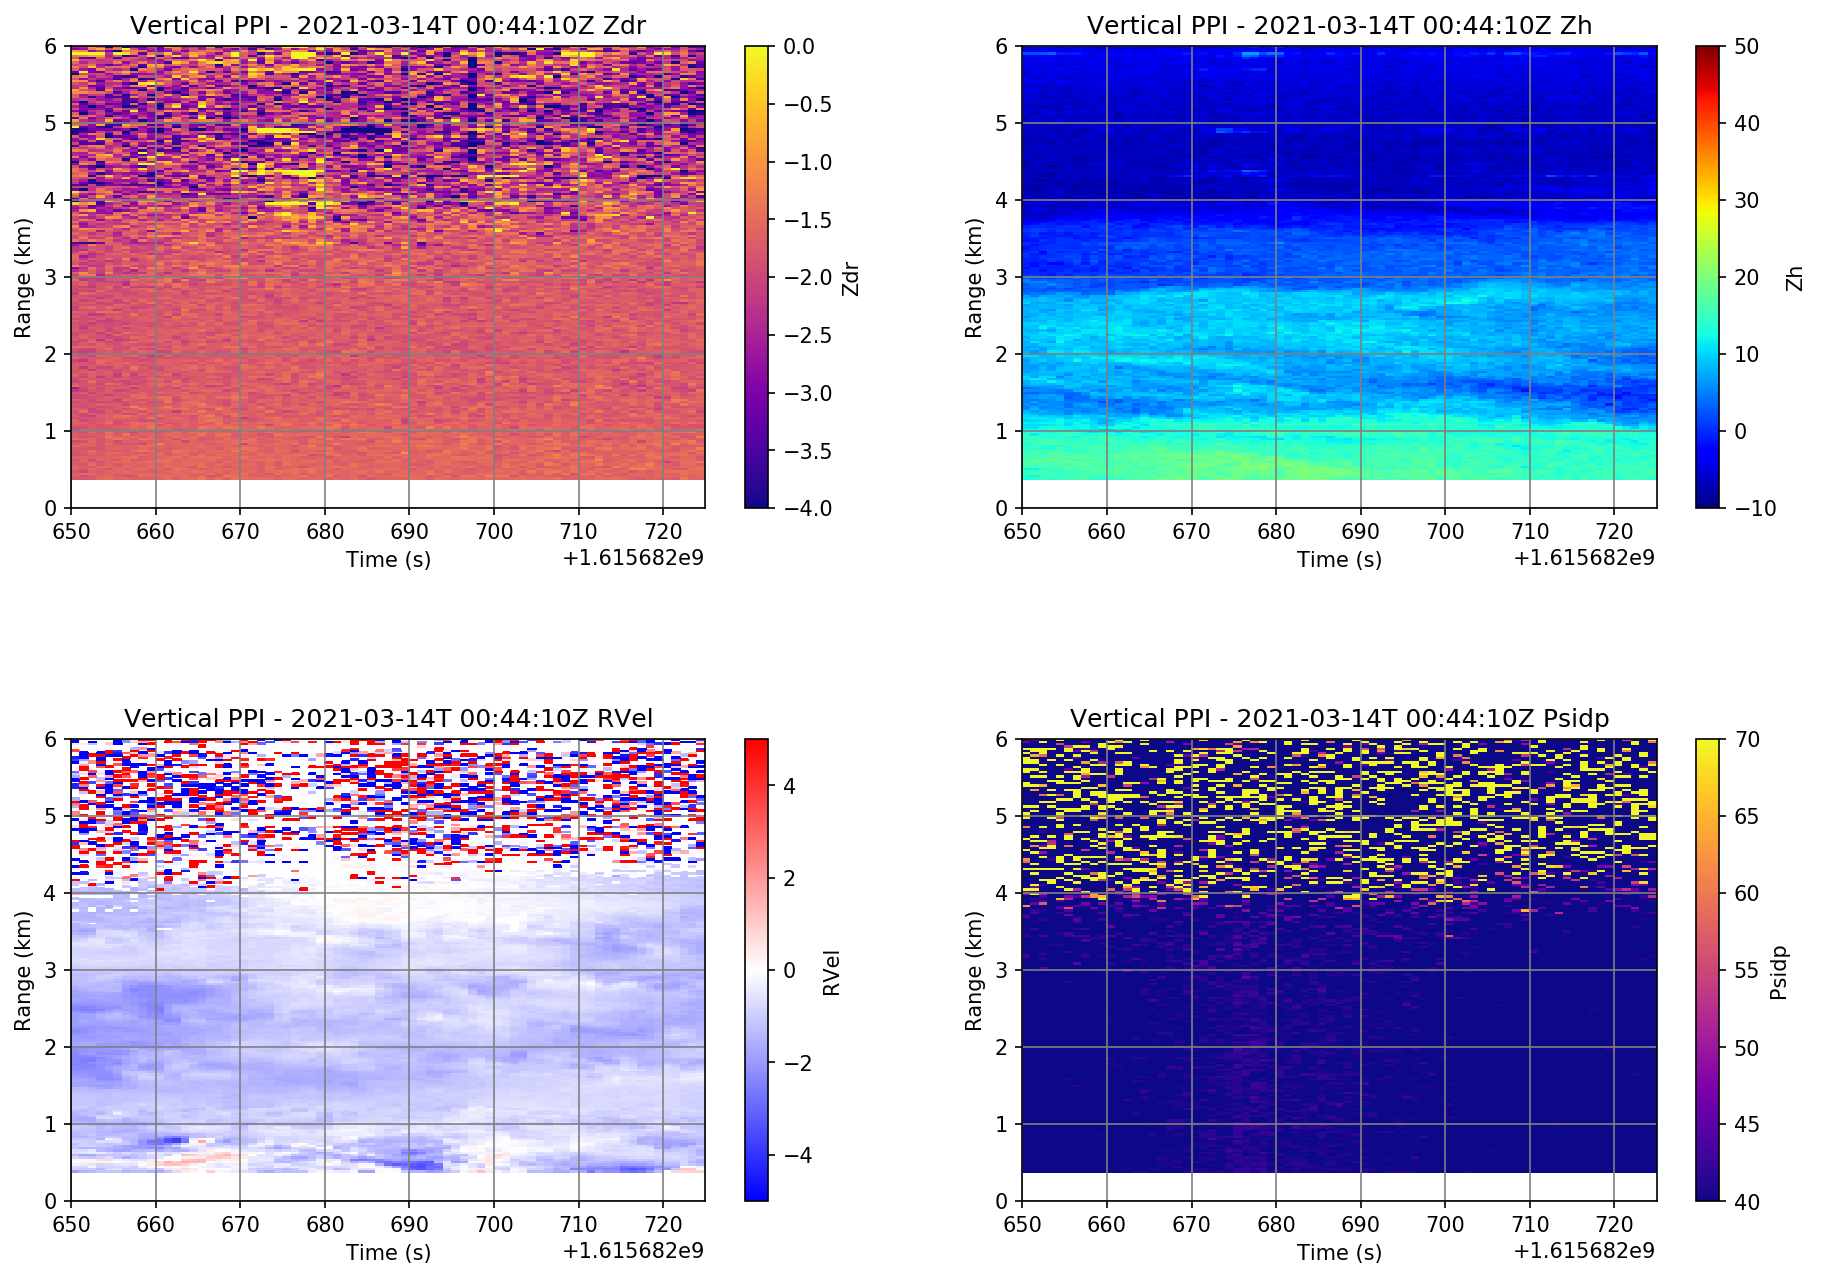 Vertical PPI - 2021-03-14T 00:44:10Z Zdr
6
5
4
3
2
1
0
Range (km)
650 660 670 680 690 700 710 720
Time (s)
+1.615682e9
0.0
−0.5
−1.0
−1.5
−2.0
−2.5
−3.0
−3.5
−4.0
Zdr
Vertical PPI - 2021-03-14T 00:44:10Z Zh
6
5
4
3
2
1
0
Range (km)
650 660 670 680 690 700 710 720
Time (s)
+1.615682e9
50
40
30
20
10
0
−10
Zh
Vertical PPI - 2021-03-14T 00:44:10Z RVel
6
5
4
3
2
1
0
Range (km)
650 660 670 680 690 700 710 720
Time (s)
+1.615682e9
4
2
0
−2
−4
RVel
Vertical PPI - 2021-03-14T 00:44:10Z Psidp
6
5
4
3
2
1
0
Range (km)
650 660 670 680 690 700 710 720
Time (s)
+1.615682e9
70
65
60
55
50
45
40
Psidp